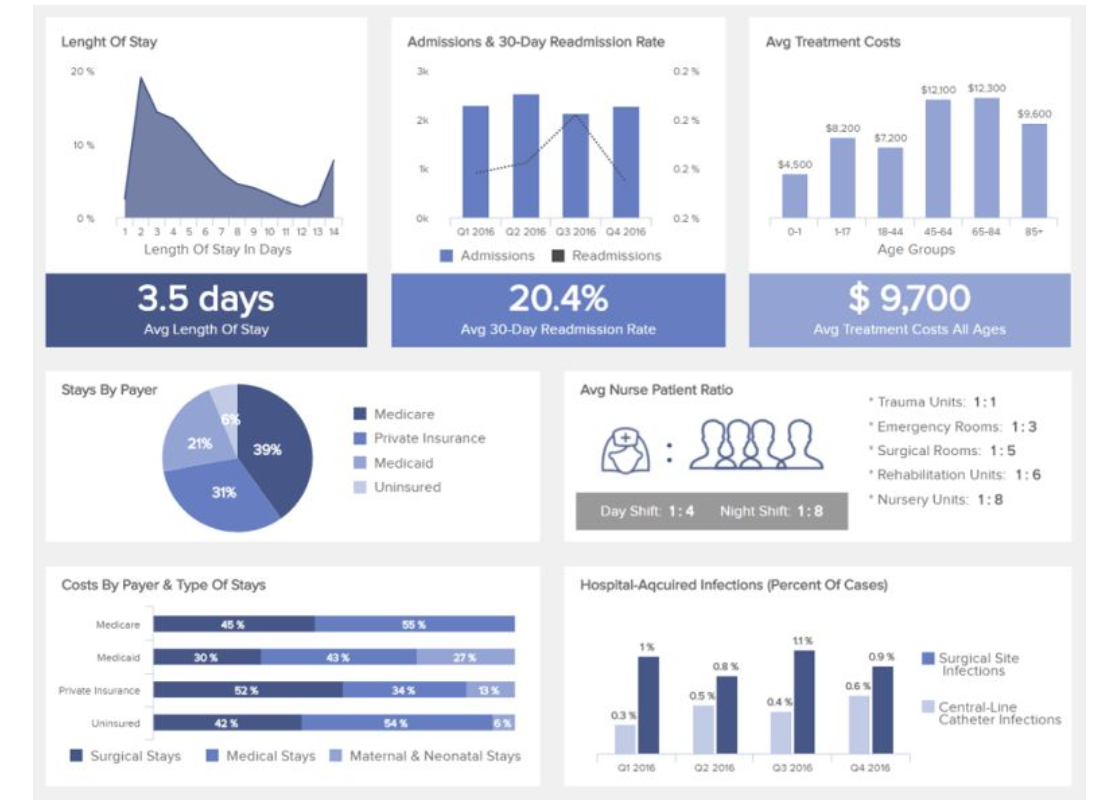 Lenght Of Stay
20 %
10 %
0 %
1 2 3 4 5 6 7 8 9 10 11 12 13 14
Length Of Stay In Days
3.5 days
Avg Length Of Stay
Admissions & 30-Day Readmission Rate
3k 0.2 %
2k 0.2 %
1k 0.2 %
0k 0.2 %
Q1 2016 Q2 2016 Q3 2016 Q4 2016
Admissions Readmissions
20.4%
Avg 30-Day Readmission Rate
Avg Treatment Costs
$4,500 $8,200 $7,200 $12,100 $12,300 $9,600
0-1 1-17 18-44 45-64 65-84 85+
Age Groups
$ 9,700
Avg Treatment Costs All Ages
Stays By Payer
6%
21% 39%
31%
Medicare
Private Insurance
Medicaid
Uninsured
Avg Nurse Patient Ratio
:
Day Shift: 1 : 4 Night Shift: 1 : 8
* Trauma Units: 1 : 1
* Emergency Rooms: 1 : 3
* Surgical Rooms: 1 : 5
* Rehabilitation Units: 1 : 6
* Nursery Units: 1 : 8
Costs By Payer & Type Of Stays
Medicare 45 % 55 %
Medicaid 30 % 43 % 27 %
Private Insurance 52 % 34 % 13 %
Uninsured 42 % 54 % 6 %
Surgical Stays Medical Stays Maternal & Neonatal Stays
Hospital-Aqcuired Infections (Percent Of Cases)
0.3 % 1 % 0.5 % 0.8 % 0.4 % 1.1 % 0.6 % 0.9 %
Q1 2016 Q2 2016 Q3 2016 Q4 2016
Surgical Site
Infections
Central-Line
Catheter Infections